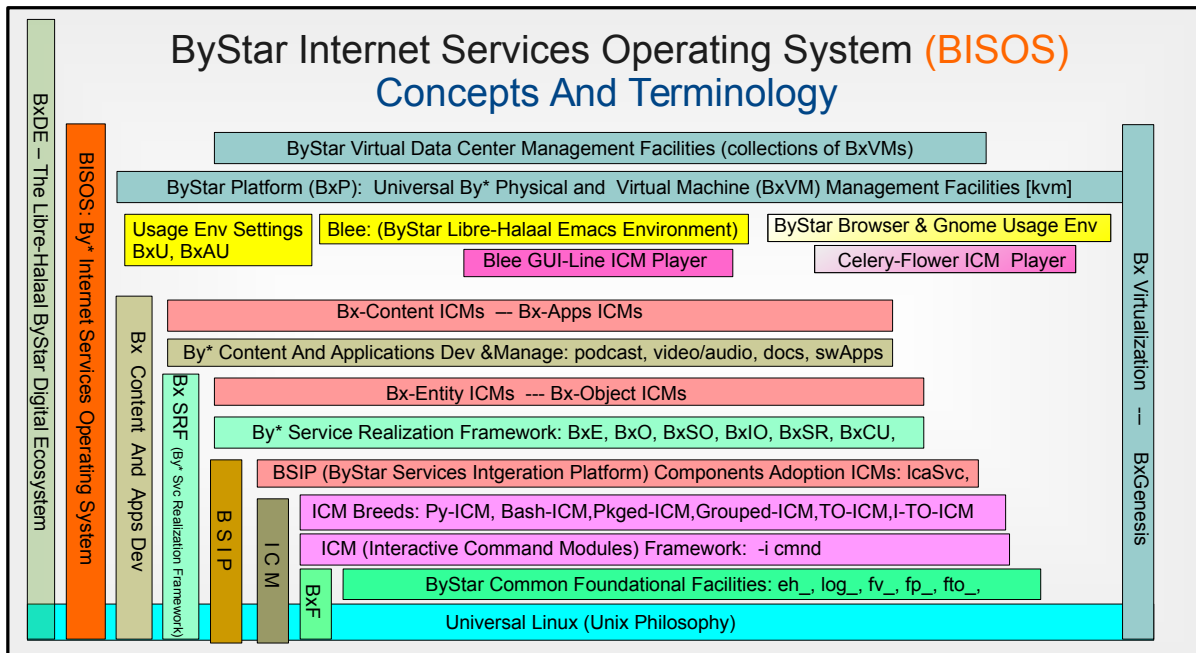 ByStar Internet Services Operating System (BISOS)
Concepts And Terminology
BxDE – The Libre-Halaal ByStar Digital Ecosystem
BISOS: By* Internet Services Operating System
ByStar Virtual Data Center Management Facilities (collections of BxVMs)
ByStar Platform (BxP): Universal By* Physical and Virtual Machine (BxVM) Management Facilities [kvm]
Usage Env Settings
BxU, BxAU
Blee: (ByStar Libre-Halaal Emacs Environment)
ByStar Browser & Gnome Usage Env
Blee GUI-Line ICM Player
Celery-Flower ICM Player
Bx Content And Apps Dev
Bx-Content ICMs --- Bx-Apps ICMs
By* Content And Applications Dev &Manage: podcast, video/audio, docs, swApps
Bx SRF (By* Svc Realization Framework)
Bx-Entity ICMs --- Bx-Object ICMs
By* Service Realization Framework: BxE, BxO, BxSO, BxIO, BxSR, BxCU,
BSIP
BSIP (ByStar Services Intgeration Platform) Components Adoption ICMs: IcaSvc,
ICM
ICM Breeds: Py-ICM, Bash-ICM,Pkged-ICM,Grouped-ICM,TO-ICM,I-TO-ICM
ICM (Interactive Command Modules) Framework: -i cmnd
BxF
ByStar Common Foundational Facilities: eh_, log_, fv_, fp_, fto_,
Universal Linux (Unix Philosophy)
Bx Virtualization --- BxGenesis